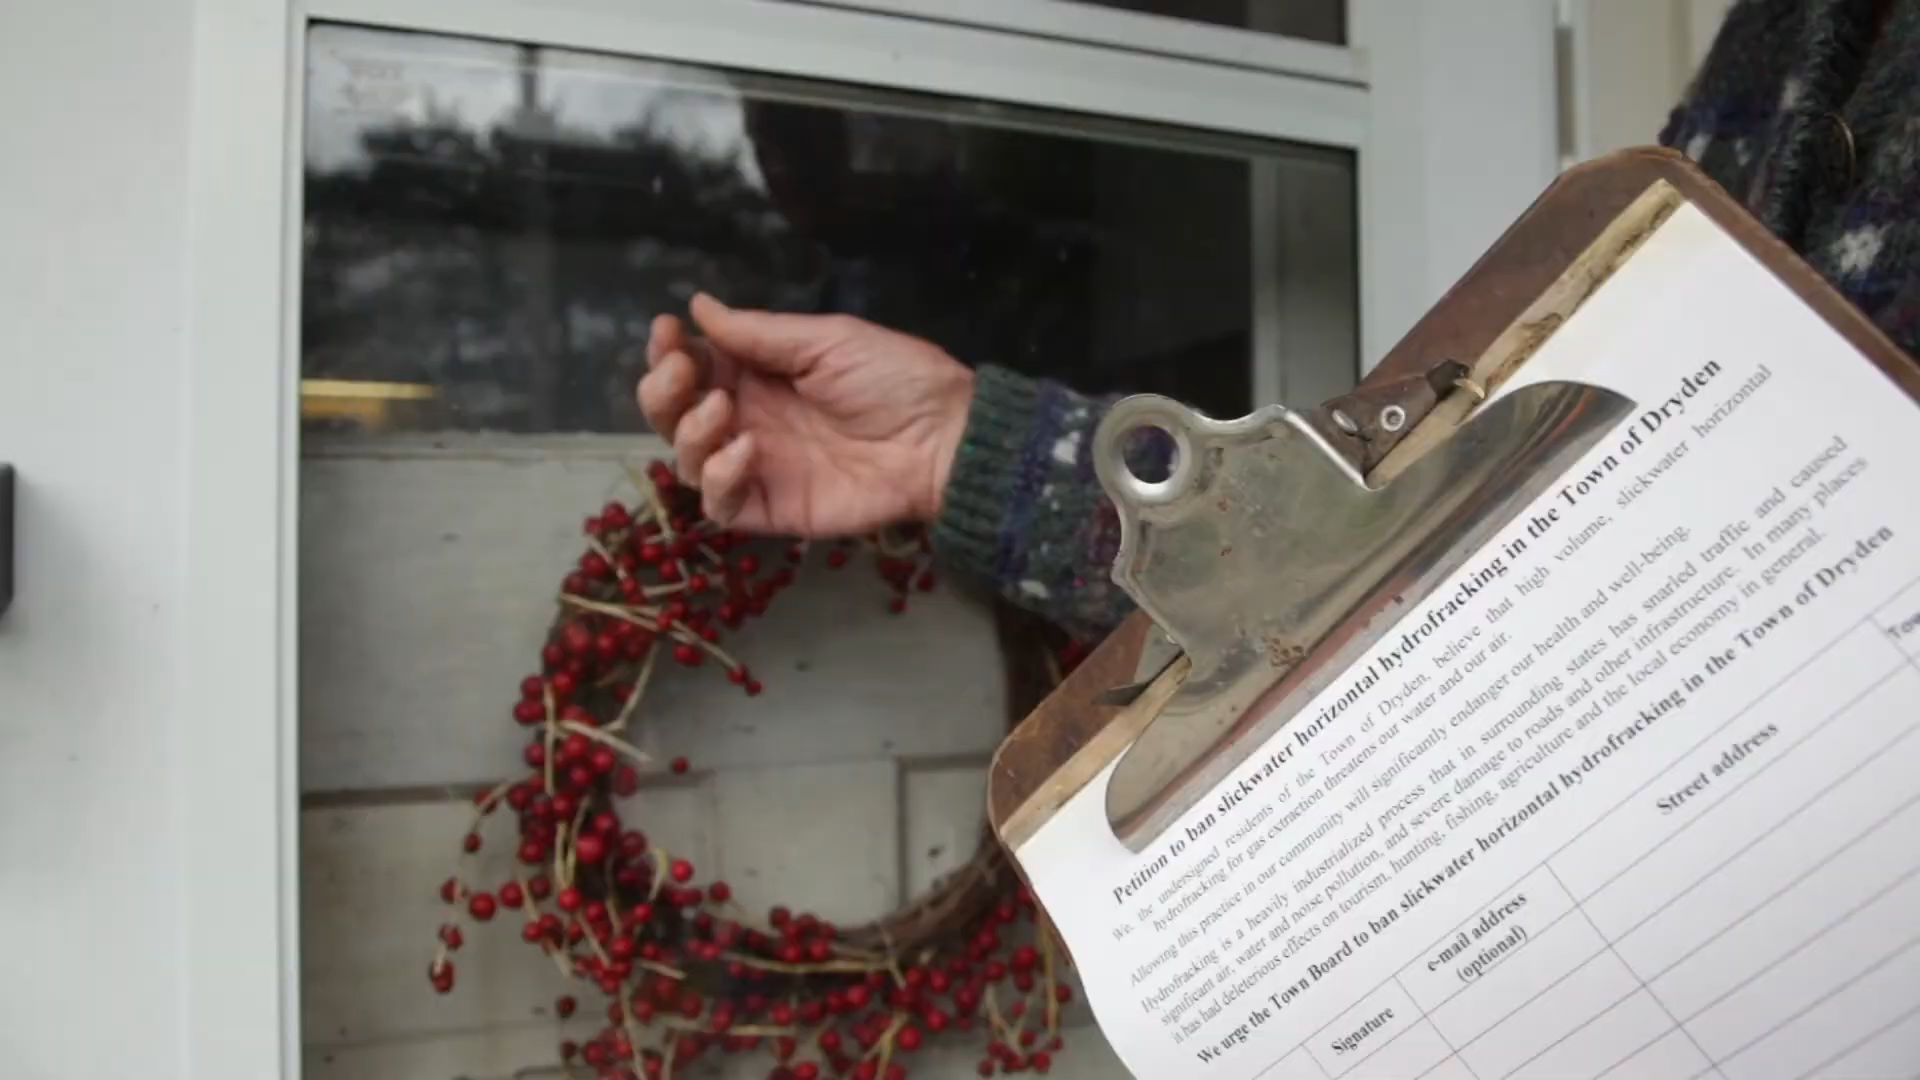 Petition to ban slickwater horizontal hydrofracking in the Town of Dryden
We, the undersigned residents of the Town of Dryden, believe that high volume, slickwater horizontal
hydrofracking for gas extraction threatens our water and our air.
Allowing this practice in our community will significantly endanger our health and well-being.
Hydrofracking is a heavily industrialized process that in surrounding states has snarled traffic and caused
significant air, water and noise pollution, and severe damage to roads and other infrastructure. In many places
it has had deleterious effects on tourism, hunting, fishing, agriculture and the local economy in general.
We urge the Town Board to ban slickwater horizontal hydrofracking in the Town of Dryden
Signature
e-mail address
(optional)
Street address